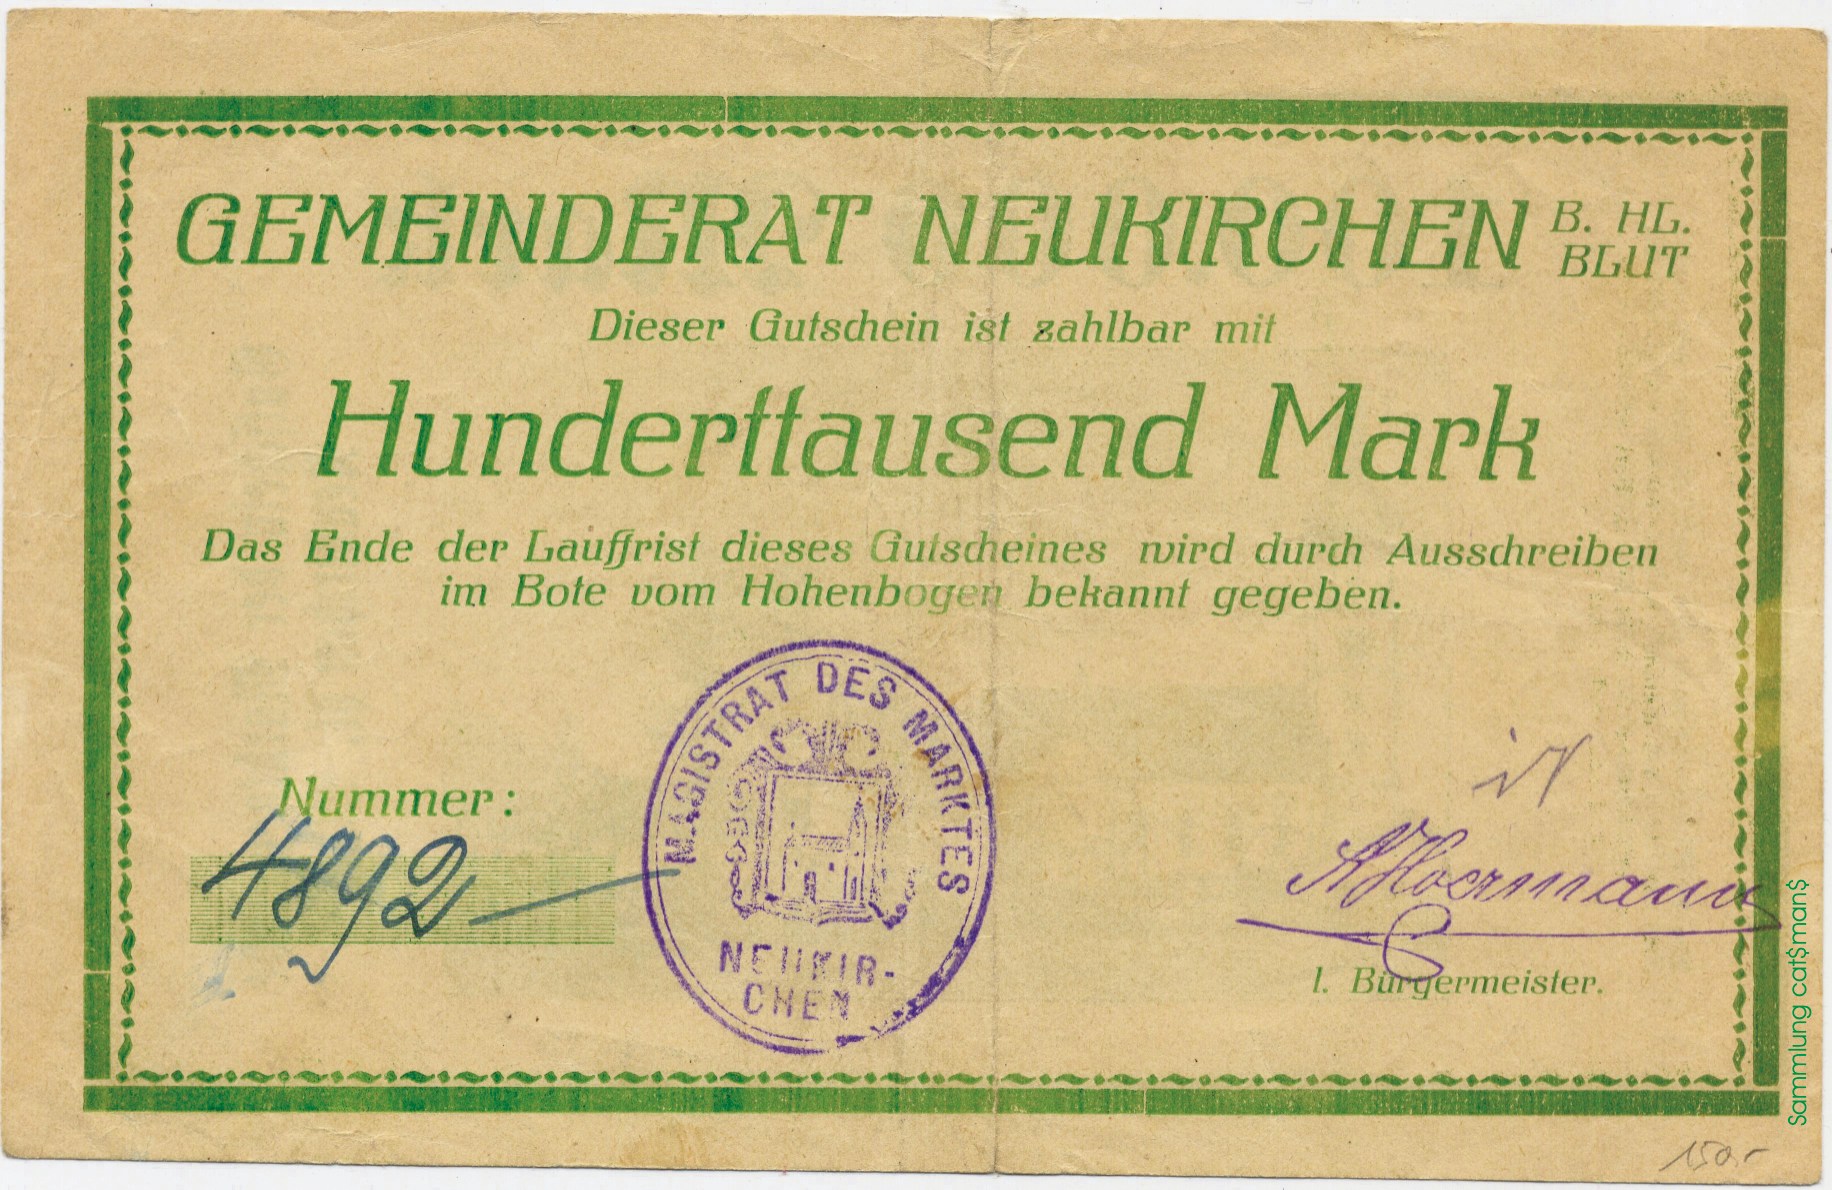 GEMEINDERAT NEUKIRCHEN B. HL. BLUT
Dieser Gutschein ist zahlbar mit
Hunderttausend Mark
Das Ende der Lauffrist dieses Gutscheines wird durch Ausschreiben
im Bote vom Hohenbogen bekannt gegeben.
Nummer:
4892
MAGISTRAT DES MARKTES
NEUKIR-
CHEN
I. Bürgermeister.
Sammlung cat$man$
150.-